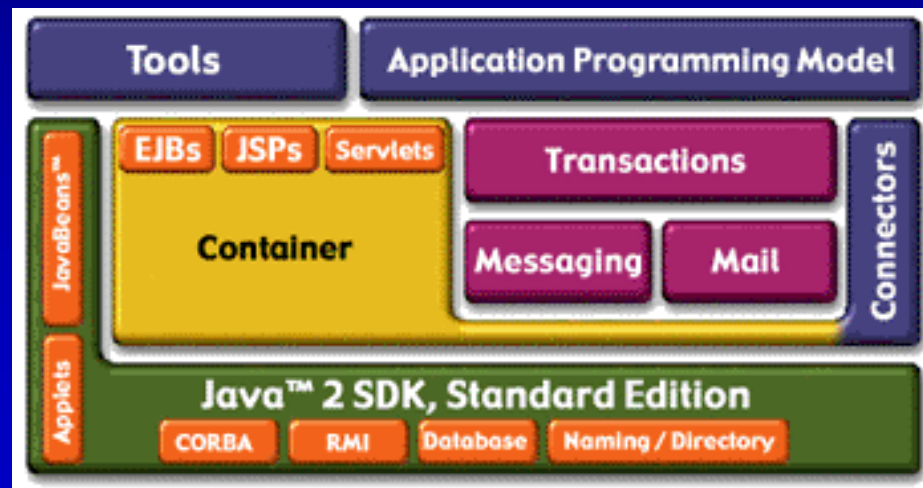 Tools
Application Programming Model
JavaBeans™
EJBs
JSPs
Servlets
Container
Transactions
Messaging
Mail
Connectors
Applets
Java™ 2 SDK, Standard Edition
CORBA
RMI
Database
Naming / Directory